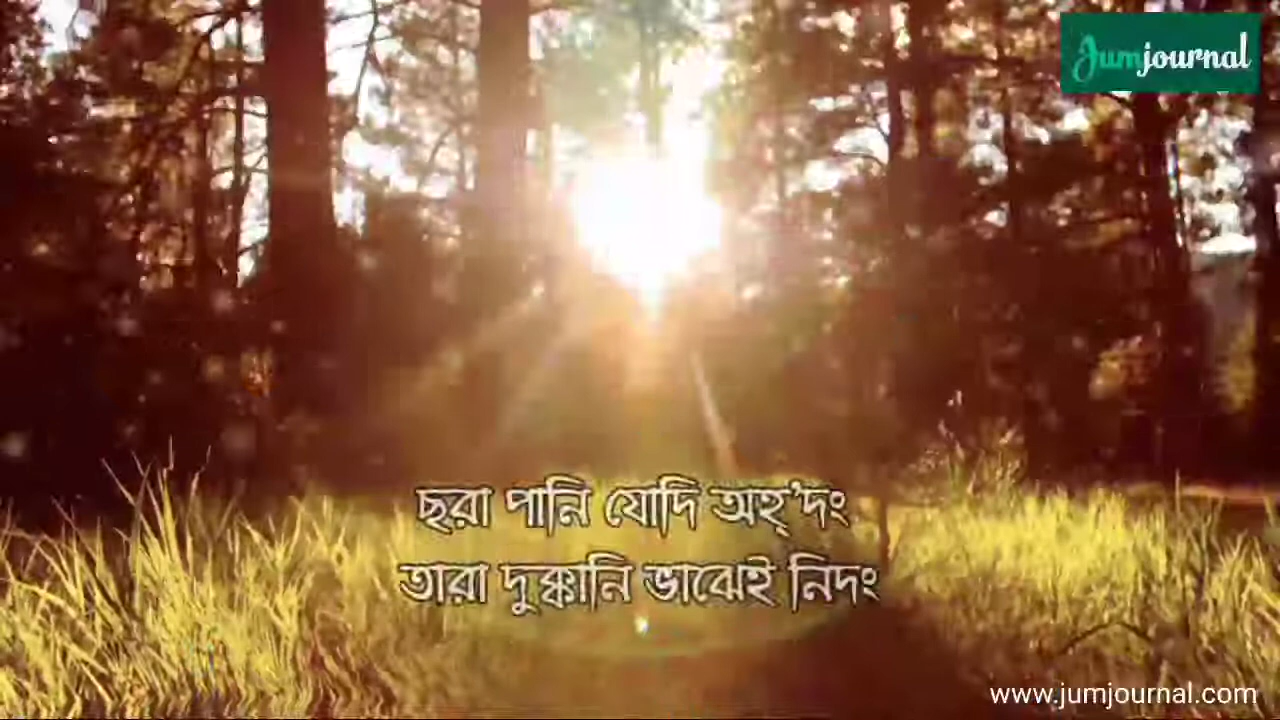 Jumjournal
ছরা পানি যোদি অহ্'দং
তারা দুক্কানি ভাঝেই নিদং
www.jumjournal.com